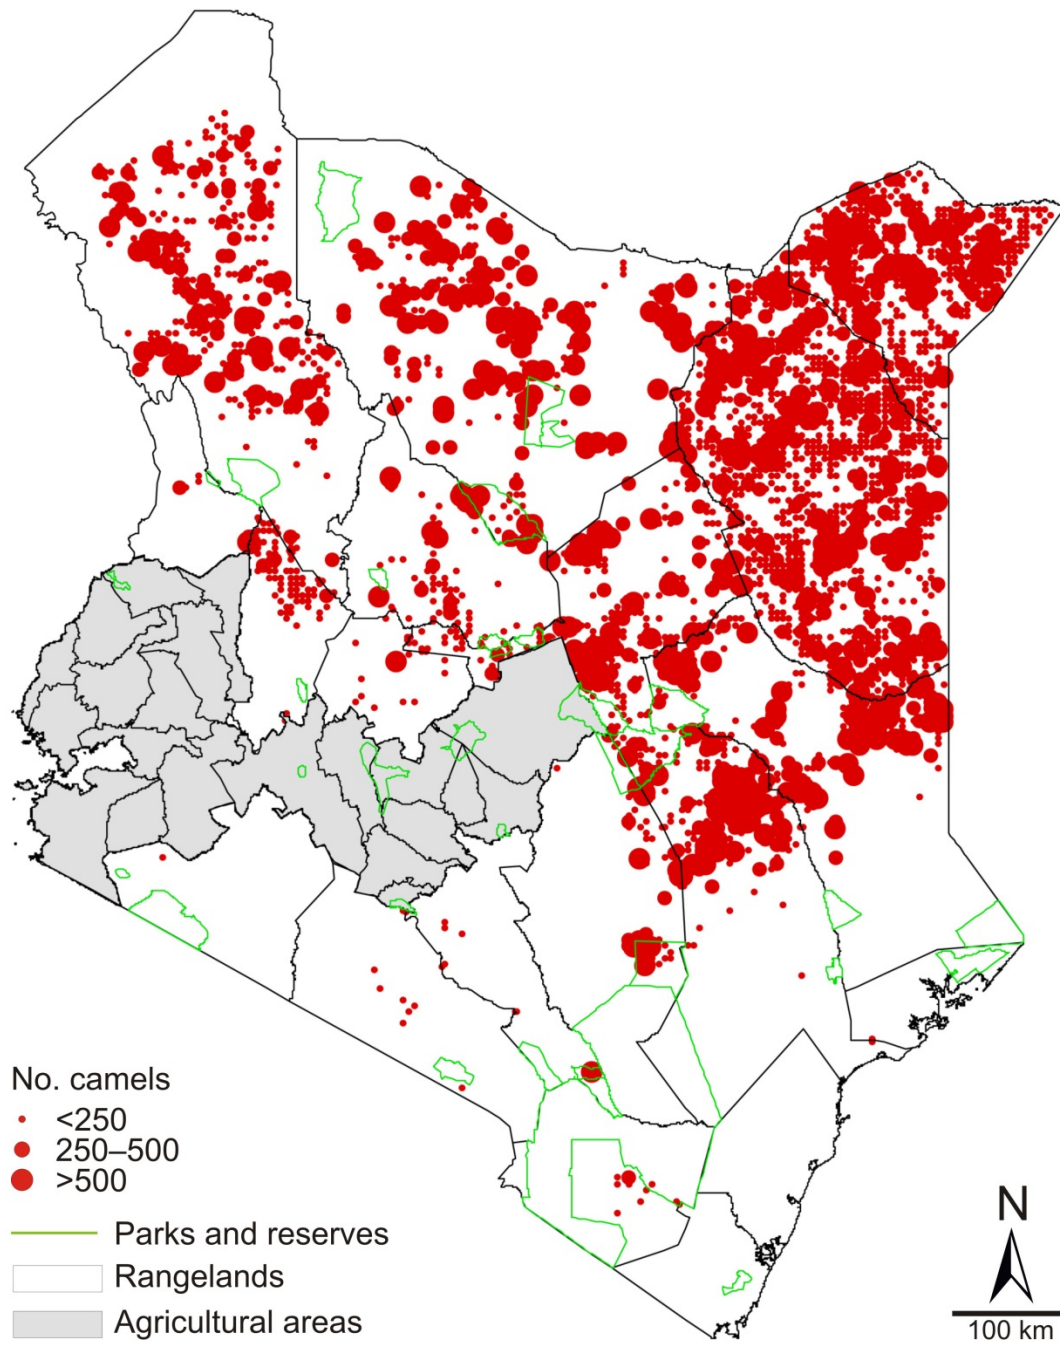 No. camels
<250
250–500
>500
Parks and reserves
Rangelands
Agricultural areas
N
100 km